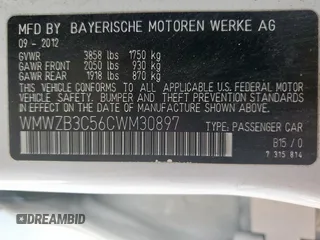 MFD BY BAYERISCHE MOTOREN WERKE AG
09 - 2012
GVWR 3858 lbs 1750 kg
GAWR FRONT 2050 lbs 930 kg
GAWR REAR 1918 lbs 870 kg
THIS VEHICLE CONFORMS TO ALL APPLICABLE U.S. FEDERAL MOTOR VEHICLE SAFETY, BUMPER AND THEFT PREVENTION STANDARDS IN EFFECT ON THE DATE OF MANUFACTURE SHOWN ABOVE.
WMWZB3C56CWM30897 TYPE: PASSENGER CAR
B15 / 0
7 315 814
DREAMBID